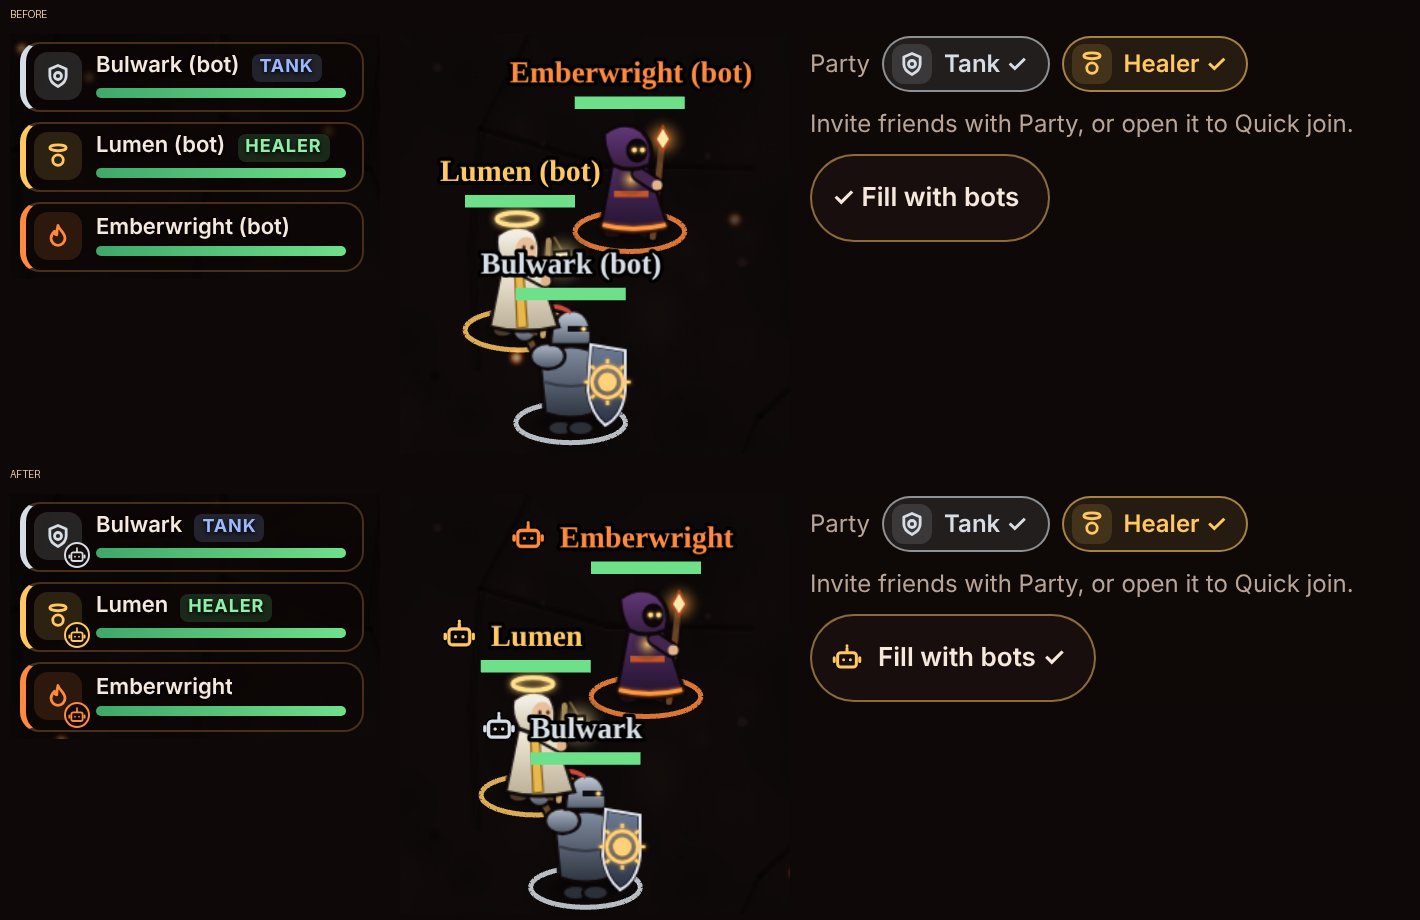 BEFORE
Bulwark (bot) TANK
Lumen (bot) HEALER
Emberwright (bot)
Emberwright (bot)
Lumen (bot)
Bulwark (bot)
Party Tank ✓ Healer ✓
Invite friends with Party, or open it to Quick join.
✓ Fill with bots
AFTER
Bulwark TANK
Lumen HEALER
Emberwright
Emberwright
Lumen
Bulwark
Party Tank ✓ Healer ✓
Invite friends with Party, or open it to Quick join.
Fill with bots ✓